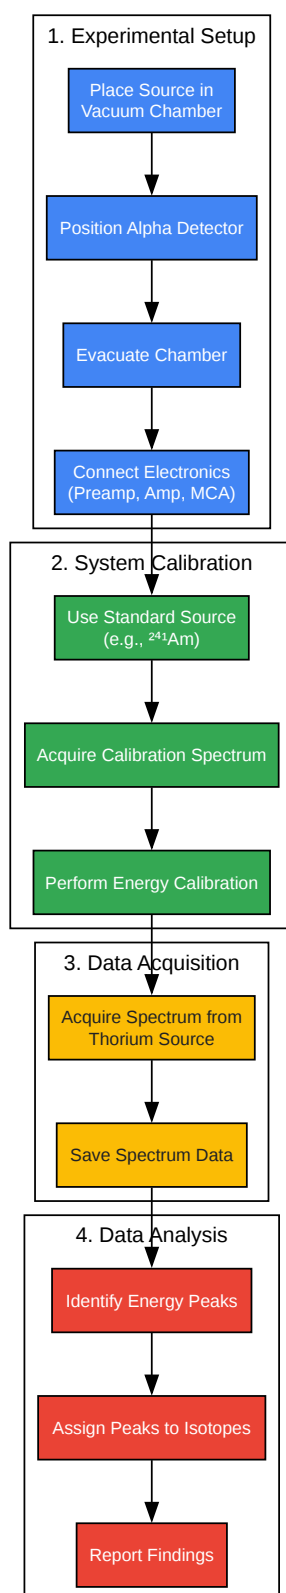 1. Experimental Setup
Place Source in
Vacuum Chamber
Position Alpha Detector
Evacuate Chamber
Connect Electronics
(Preamp, Amp, MCA)
2. System Calibration
Use Standard Source
(e.g., ²⁴¹Am)
Acquire Calibration Spectrum
Perform Energy Calibration
3. Data Acquisition
Acquire Spectrum from
Thorium Source
Save Spectrum Data
4. Data Analysis
Identify Energy Peaks
Assign Peaks to Isotopes
Report Findings